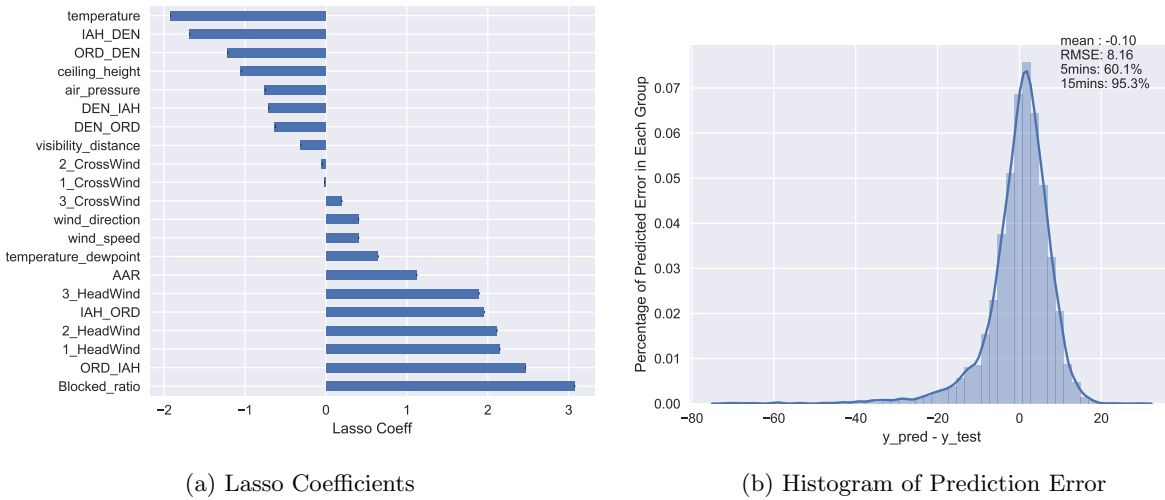 temperature
IAH_DEN
ORD_DEN
ceiling_height
air_pressure
DEN_IAH
DEN_ORD
visibility_distance
2_CrossWind
1_CrossWind
3_CrossWind
wind_direction
wind_speed
temperature_dewpoint
AAR
3_HeadWind
IAH_ORD
2_HeadWind
1_HeadWind
ORD_IAH
Blocked_ratio
−2 −1 0 1 2 3
Lasso Coeff
(a) Lasso Coefficients
mean : -0.10
RMSE: 8.16
5mins: 60.1%
15mins: 95.3%
Percentage of Predicted Error in Each Group
0.07
0.06
0.05
0.04
0.03
0.02
0.01
0.00
−80 −60 −40 −20 0 20
y_pred - y_test
(b) Histogram of Prediction Error